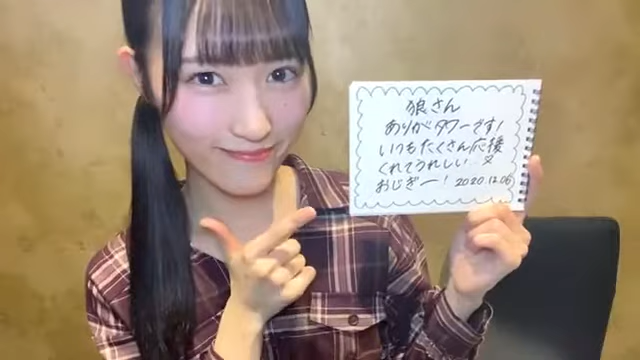 狼さん
ありがタワーです!
いつもたくさん応援
くれてうれしい
おじぎー! 2020.12.06